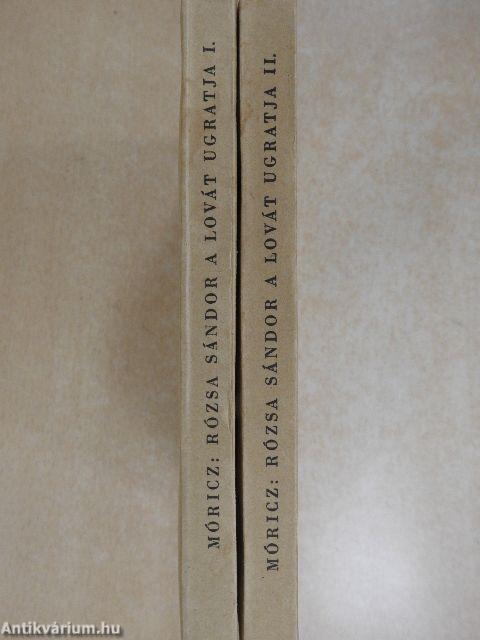 MÓRICZ: RÓZSA SÁNDOR A LOVÁT UGRATJA I.
MÓRICZ: RÓZSA SÁNDOR A LOVÁT UGRATJA II.
Antikvárium.hu